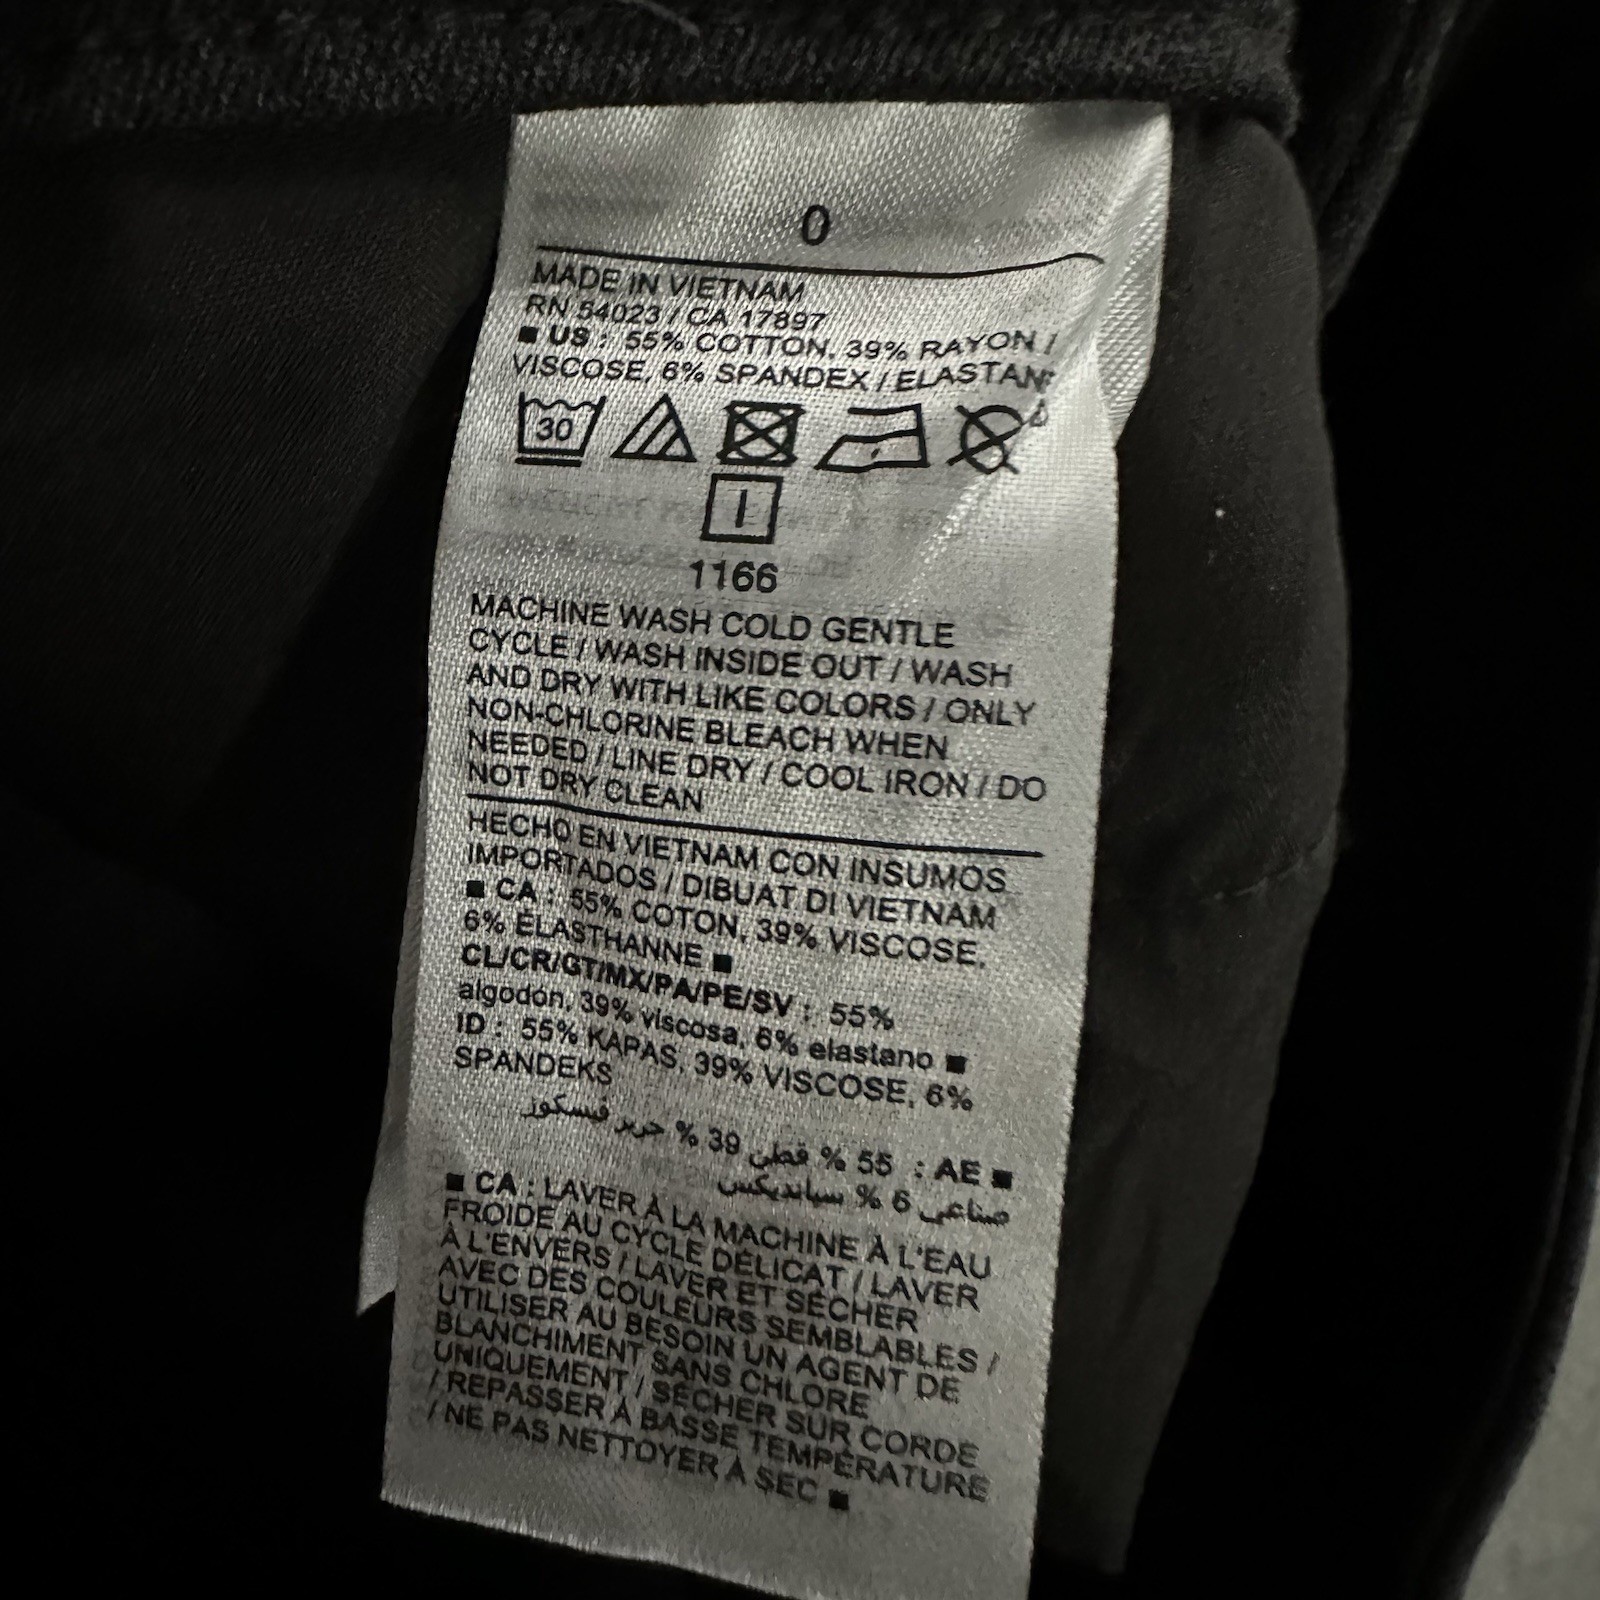 0
MADE IN VIETNAM
RN 54023 / CA 17897
■ US : 55% COTTON, 39% RAYON /
VISCOSE, 6% SPANDEX / ELASTANE
30
1166
MACHINE WASH COLD GENTLE
CYCLE / WASH INSIDE OUT / WASH
AND DRY WITH LIKE COLORS / ONLY
NON-CHLORINE BLEACH WHEN
NEEDED / LINE DRY / COOL IRON / DO
NOT DRY CLEAN
HECHO EN VIETNAM CON INSUMOS
IMPORTADOS / DIBUAT DI VIETNAM
■ CA : 55% COTON, 39% VISCOSE,
6% ÉLASTHANNE ■
CL/CR/GT/MX/PA/PE/SV : 55%
algodón, 39% viscosa, 6% elastano ■
ID : 55% KAPAS, 39% VISCOSE, 6%
SPANDEKS
■ AE : 55 % قطن 39 % حرير فيسكوز
صناعي 6 % سبانديكس
■ CA : LAVER À LA MACHINE À L'EAU
FROIDE AU CYCLE DÉLICAT / LAVER
À L'ENVERS / LAVER ET SÉCHER
AVEC DES COULEURS SEMBLABLES /
UTILISER AU BESOIN UN AGENT DE
BLANCHIMENT SANS CHLORE
UNIQUEMENT / SÉCHER SUR CORDE
/ REPASSER À BASSE TEMPÉRATURE
/ NE PAS NETTOYER À SEC ■